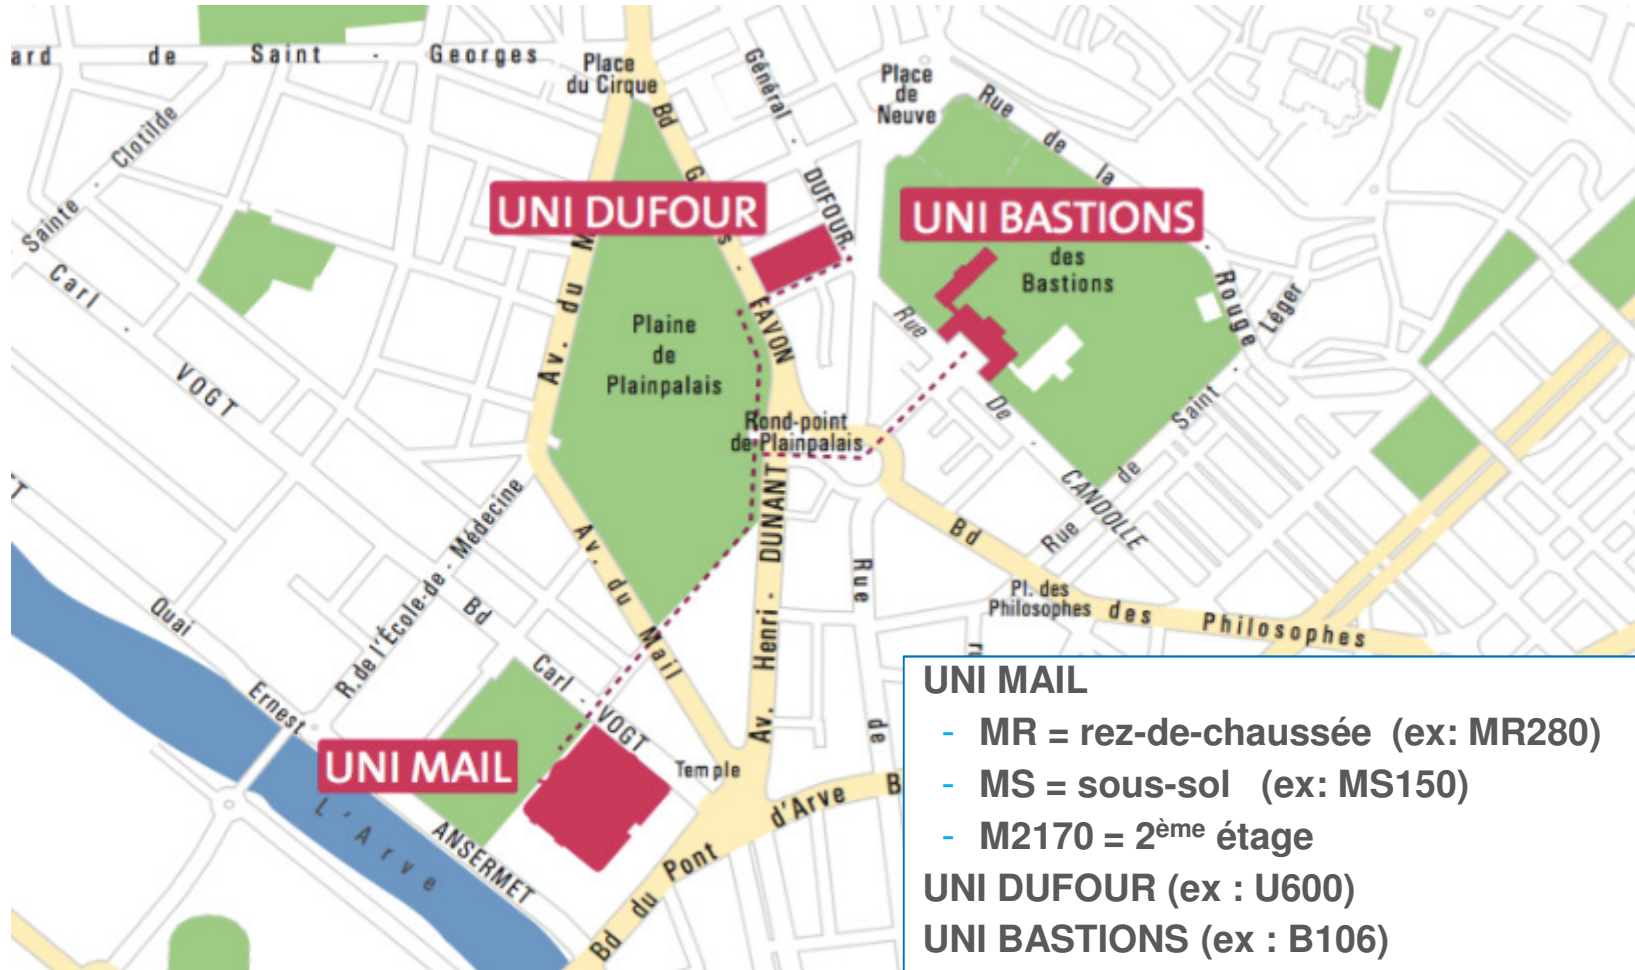 ard de Saint - Georges
Place
du Cirque
Général - DUFOUR
Place
de
Neuve
Rue de la - Rouge
Sainte - Clotilde
Bd G s - FAVON
UNI DUFOUR
UNI BASTIONS
des
Bastions
Av. du M
Carl - VOGT
Plaine
de
Plainpalais
Rue De - CANDOLLE
Rue de Saint - Léger
Rond-point
de Plainpalais
R. de l'École-de-Médecine
Av. du Mail
Av. Henri - DUNANT
Rue de
Bd des Philosophes
Pl. des
Philosophes
Quai Ernest ANSERMET
Bd Carl - VOGT
UNI MAIL
Temple
L'Arve
Bd du Pont d'Arve B
UNI MAIL
- MR = rez-de-chaussée (ex: MR280)
- MS = sous-sol (ex: MS150)
- M2170 = 2ème étage
UNI DUFOUR (ex : U600)
UNI BASTIONS (ex : B106)